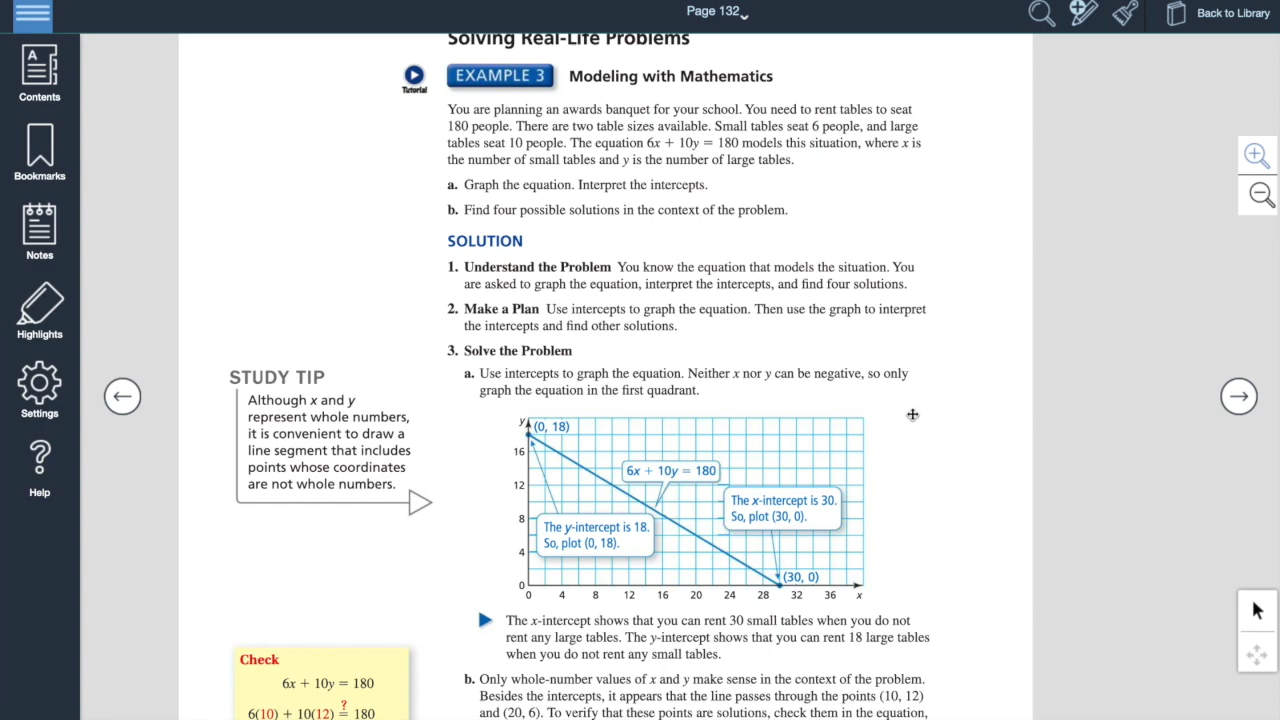 Page 132
Back to Library
Contents
Bookmarks
Notes
Highlights
Settings
Help
Solving Real-Life Problems
Tutorial
EXAMPLE 3 Modeling with Mathematics
You are planning an awards banquet for your school. You need to rent tables to seat
180 people. There are two table sizes available. Small tables seat 6 people, and large
tables seat 10 people. The equation 6x + 10y = 180 models this situation, where x is
the number of small tables and y is the number of large tables.
a. Graph the equation. Interpret the intercepts.
b. Find four possible solutions in the context of the problem.
SOLUTION
1. Understand the Problem You know the equation that models the situation. You
are asked to graph the equation, interpret the intercepts, and find four solutions.
2. Make a Plan Use intercepts to graph the equation. Then use the graph to interpret
the intercepts and find other solutions.
3. Solve the Problem
a. Use intercepts to graph the equation. Neither x nor y can be negative, so only
graph the equation in the first quadrant.
STUDY TIP
Although x and y
represent whole numbers,
it is convenient to draw a
line segment that includes
points whose coordinates
are not whole numbers.
y
(0, 18)
16
12
8
4
0
6x + 10y = 180
The x-intercept is 30.
So, plot (30, 0).
The y-intercept is 18.
So, plot (0, 18).
(30, 0)
0 4 8 12 16 20 24 28 32 36 x
The x-intercept shows that you can rent 30 small tables when you do not
rent any large tables. The y-intercept shows that you can rent 18 large tables
when you do not rent any small tables.
b. Only whole-number values of x and y make sense in the context of the problem.
Besides the intercepts, it appears that the line passes through the points (10, 12)
and (20, 6). To verify that these points are solutions, check them in the equation,
Check
6x + 10y = 180
6(10) + 10(12) ≟ 180